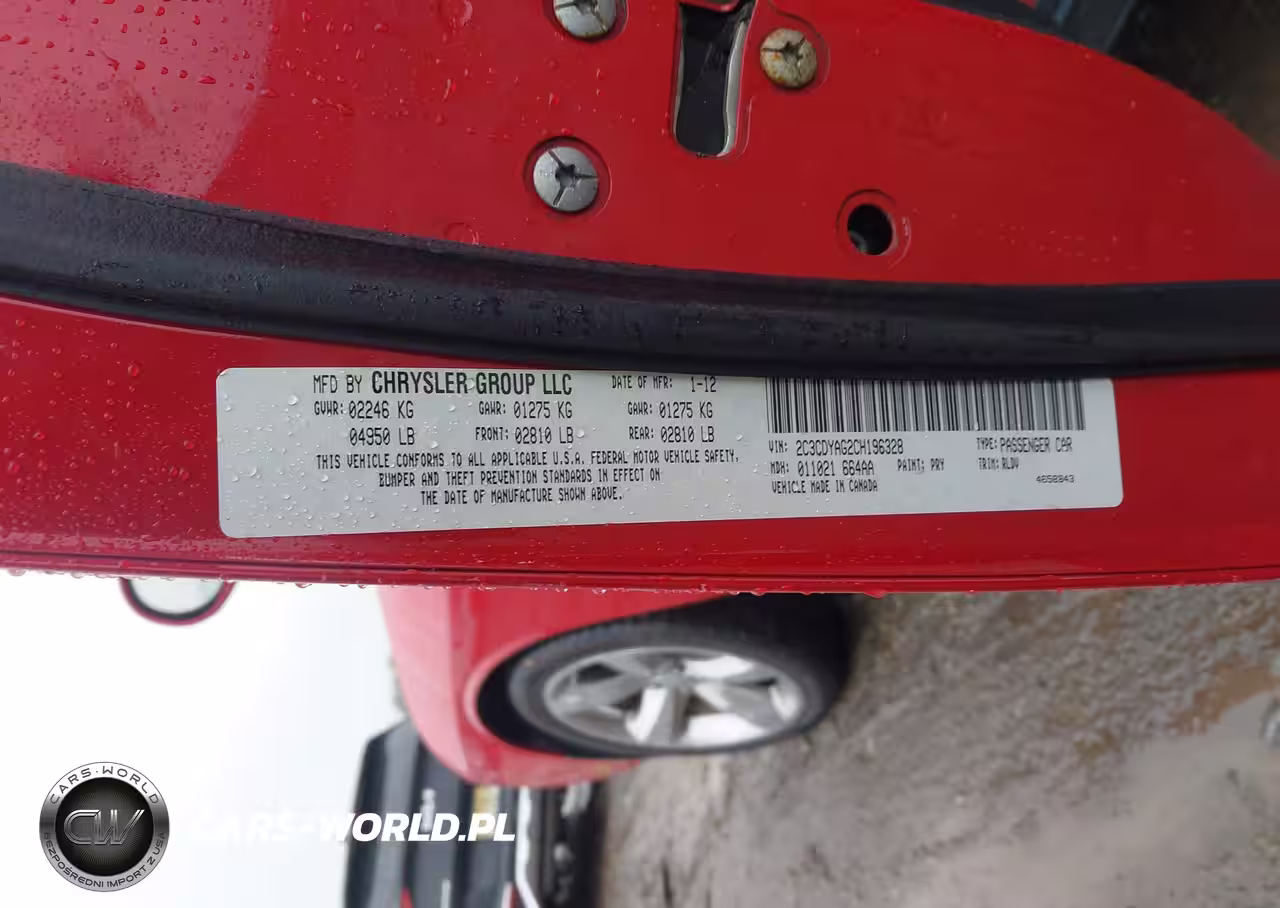 MFD BY CHRYSLER GROUP LLC DATE OF MFR: 1-12
GVWR: 02246 KG GAWR: 01275 KG GAWR: 01275 KG
04950 LB FRONT: 02810 LB REAR: 02810 LB
THIS VEHICLE CONFORMS TO ALL APPLICABLE U.S.A. FEDERAL MOTOR VEHICLE SAFETY,
BUMPER AND THEFT PREVENTION STANDARDS IN EFFECT ON
THE DATE OF MANUFACTURE SHOWN ABOVE.
VIN: 2C3CDYAG2CH196328 TYPE: PASSENGER CAR
MDH: 011021 664AA PAINT: PRY TRIM: RLDV
VEHICLE MADE IN CANADA 4658343
CARS-WORLD
CW
BEZPOŚREDNI IMPORT Z USA
CARS-WORLD.PL